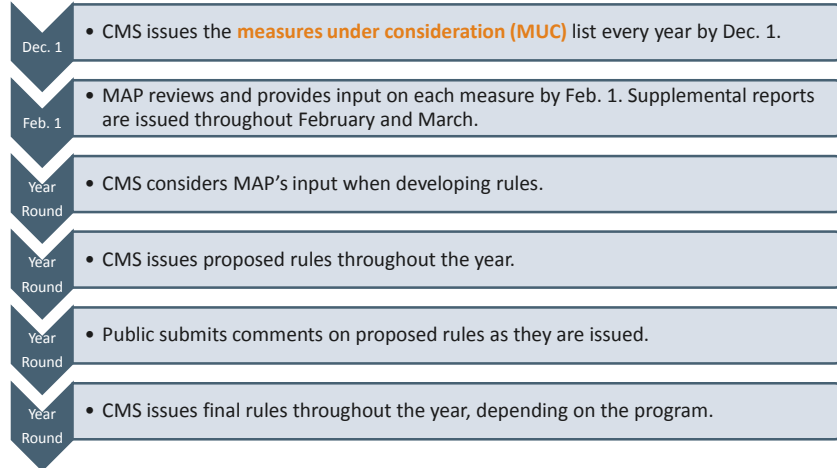 Dec. 1
• CMS issues the measures under consideration (MUC) list every year by Dec. 1.
Feb. 1
• MAP reviews and provides input on each measure by Feb. 1. Supplemental reports
are issued throughout February and March.
Year
Round
• CMS considers MAP's input when developing rules.
Year
Round
• CMS issues proposed rules throughout the year.
Year
Round
• Public submits comments on proposed rules as they are issued.
Year
Round
• CMS issues final rules throughout the year, depending on the program.